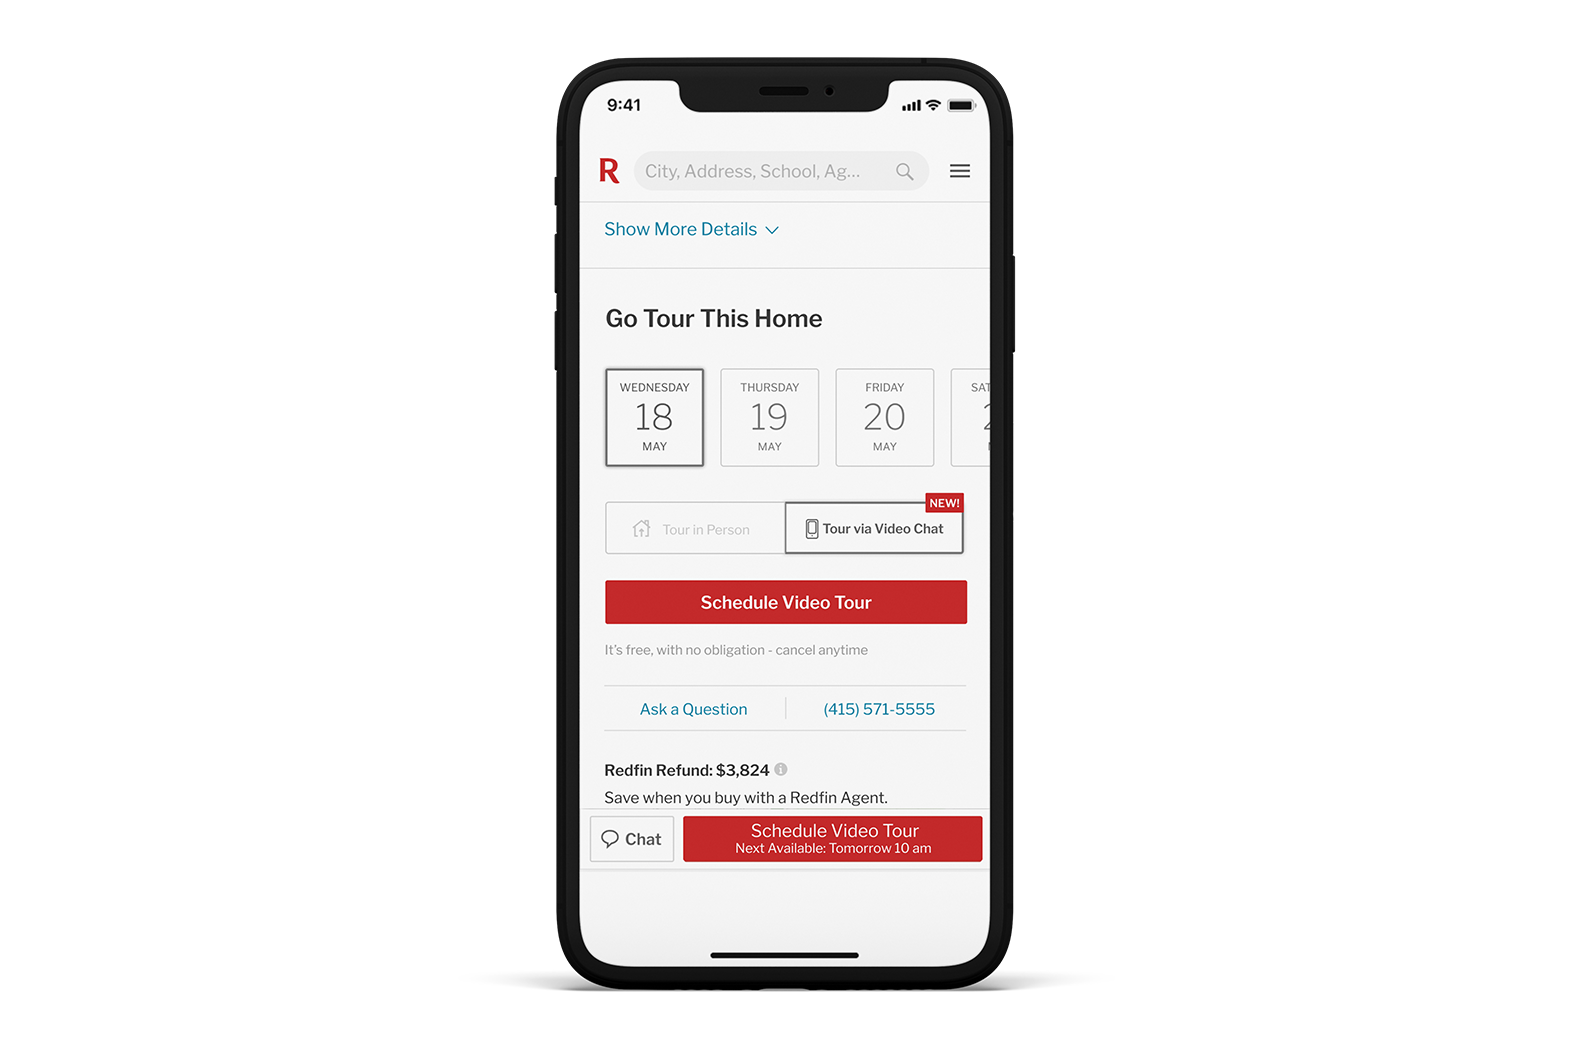 9:41
R
City, Address, School, Ag...
Show More Details
Go Tour This Home
WEDNESDAY
18
MAY
THURSDAY
19
MAY
FRIDAY
20
MAY
SAT
Tour in Person
NEW!
Tour via Video Chat
Schedule Video Tour
It's free, with no obligation - cancel anytime
Ask a Question
(415) 571-5555
Redfin Refund: $3,824
Save when you buy with a Redfin Agent.
Chat
Schedule Video Tour
Next Available: Tomorrow 10 am